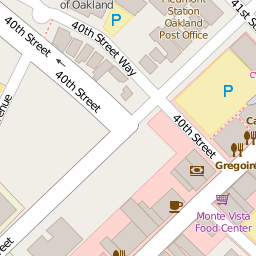 of Oakland
P
Piedmont
Station
Oakland
Post Office
41st
40th Street
40th Street Way
40th Street
P
40th Street
Gregoire
Monte Vista
Food Center